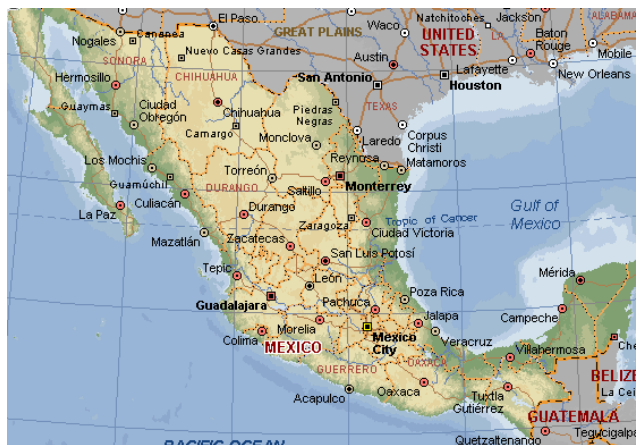 El Paso
Cananea
Nogales
Nuevo Casas Grandes
SONORA
CHIHUAHUA
Hermosillo
Guaymas
Ciudad
Obregón
Chihuahua
Camargo
GREAT PLAINS
Waco
UNITED
STATES
Natchitoches
Jackson
ALABAMA
LA
Baton
Rouge
Mobile
Austin
Lafayette
New Orleans
San Antonio
Houston
TEXAS
Piedras
Negras
Monclova
Laredo
Corpus
Christi
Reynosa
Matamoros
Los Mochis
Guamúchil
Torreón
DURANGO
Saltillo
Monterrey
La Paz
Culiacán
Durango
Zaragoza
Tropic of Cancer
Gulf of
Mexico
Ciudad Victoria
Mazatlán
Zacatecas
San Luis Potosí
Tepic
León
Guadalajara
Pachuca
Poza Rica
Mérida
Campeche
Colima
Morelia
MEXICO
Mexico
City
Jalapa
Veracruz
Villahermosa
Che
GUERRERO
OAXACA
Acapulco
Oaxaca
Tuxtla
Gutiérrez
BELIZE
La Cei
GUATEMALA
Tegucigalpa
Quetzaltenango
PACIFIC OCEAN